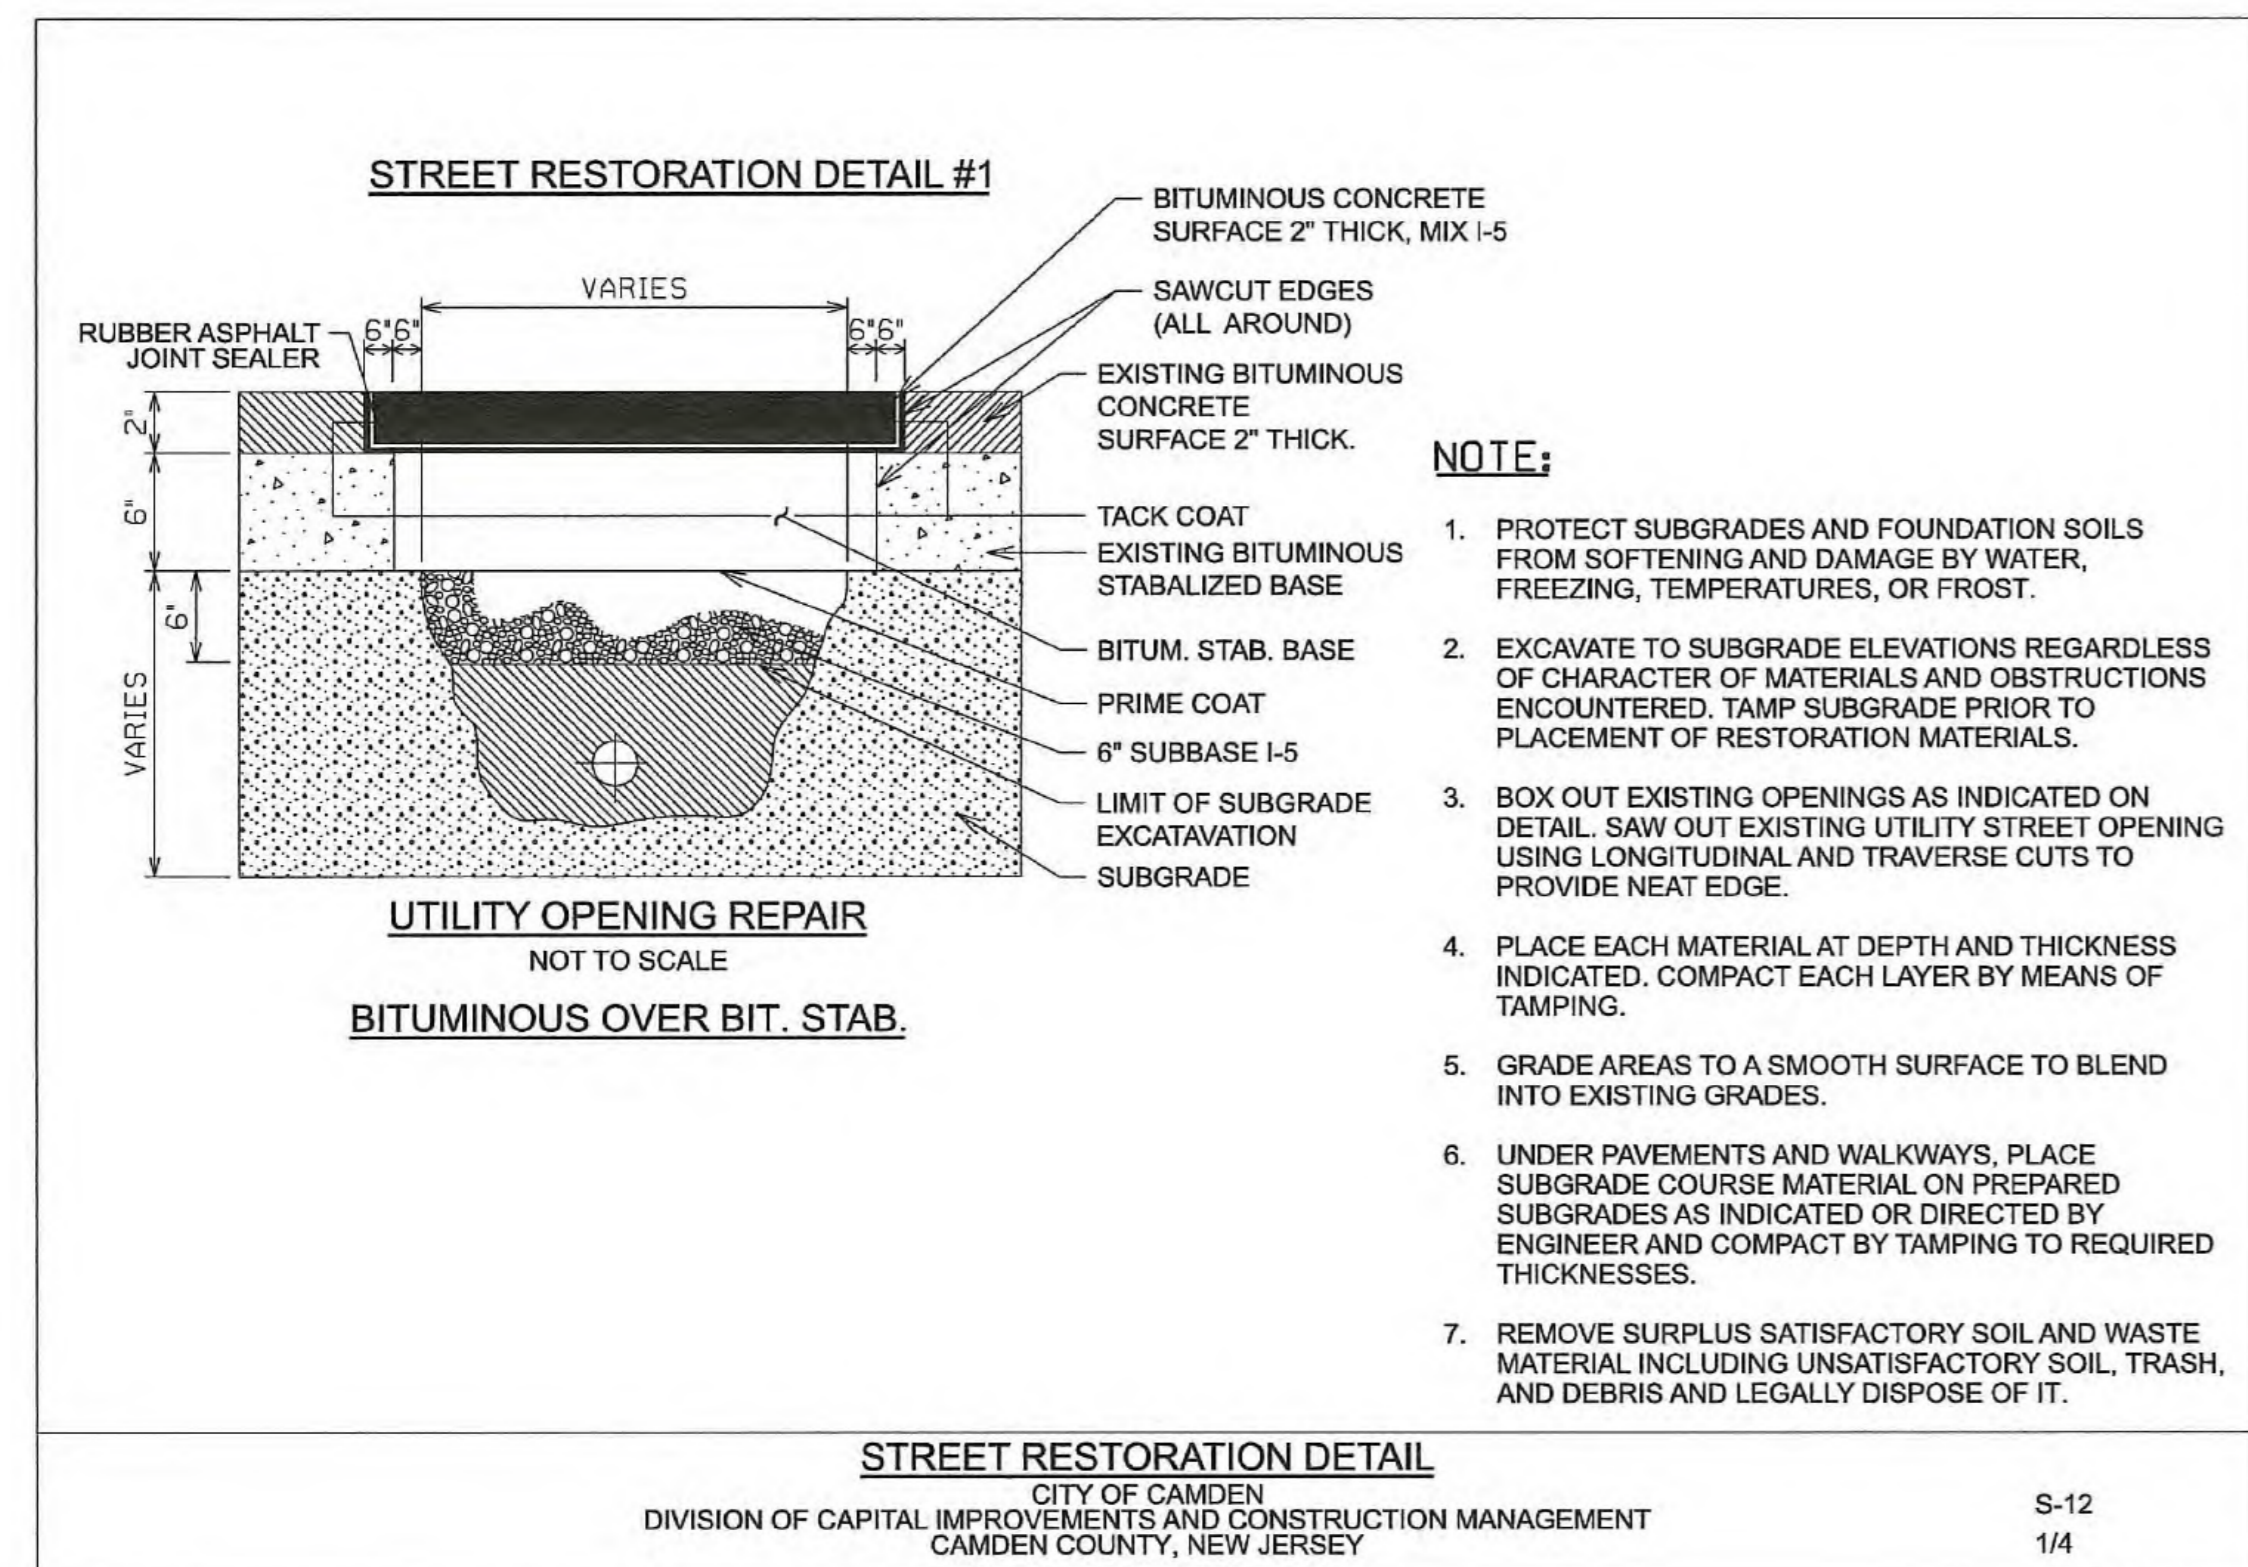 STREET RESTORATION DETAIL #1
BITUMINOUS CONCRETE
SURFACE 2" THICK, MIX I-5
SAWCUT EDGES
(ALL AROUND)
EXISTING BITUMINOUS
CONCRETE
SURFACE 2" THICK.
TACK COAT
EXISTING BITUMINOUS
STABALIZED BASE
BITUM. STAB. BASE
PRIME COAT
6" SUBBASE I-5
LIMIT OF SUBGRADE
EXCATAVATION
SUBGRADE
VARIES
RUBBER ASPHALT
JOINT SEALER
6" 6"
6" 6"
2"
6"
6"
VARIES
UTILITY OPENING REPAIR
NOT TO SCALE
BITUMINOUS OVER BIT. STAB.
NOTE:
1. PROTECT SUBGRADES AND FOUNDATION SOILS
FROM SOFTENING AND DAMAGE BY WATER,
FREEZING, TEMPERATURES, OR FROST.
2. EXCAVATE TO SUBGRADE ELEVATIONS REGARDLESS
OF CHARACTER OF MATERIALS AND OBSTRUCTIONS
ENCOUNTERED. TAMP SUBGRADE PRIOR TO
PLACEMENT OF RESTORATION MATERIALS.
3. BOX OUT EXISTING OPENINGS AS INDICATED ON
DETAIL. SAW OUT EXISTING UTILITY STREET OPENING
USING LONGITUDINAL AND TRAVERSE CUTS TO
PROVIDE NEAT EDGE.
4. PLACE EACH MATERIAL AT DEPTH AND THICKNESS
INDICATED. COMPACT EACH LAYER BY MEANS OF
TAMPING.
5. GRADE AREAS TO A SMOOTH SURFACE TO BLEND
INTO EXISTING GRADES.
6. UNDER PAVEMENTS AND WALKWAYS, PLACE
SUBGRADE COURSE MATERIAL ON PREPARED
SUBGRADES AS INDICATED OR DIRECTED BY
ENGINEER AND COMPACT BY TAMPING TO REQUIRED
THICKNESSES.
7. REMOVE SURPLUS SATISFACTORY SOIL AND WASTE
MATERIAL INCLUDING UNSATISFACTORY SOIL, TRASH,
AND DEBRIS AND LEGALLY DISPOSE OF IT.
STREET RESTORATION DETAIL
CITY OF CAMDEN
DIVISION OF CAPITAL IMPROVEMENTS AND CONSTRUCTION MANAGEMENT
CAMDEN COUNTY, NEW JERSEY
S-12
1/4